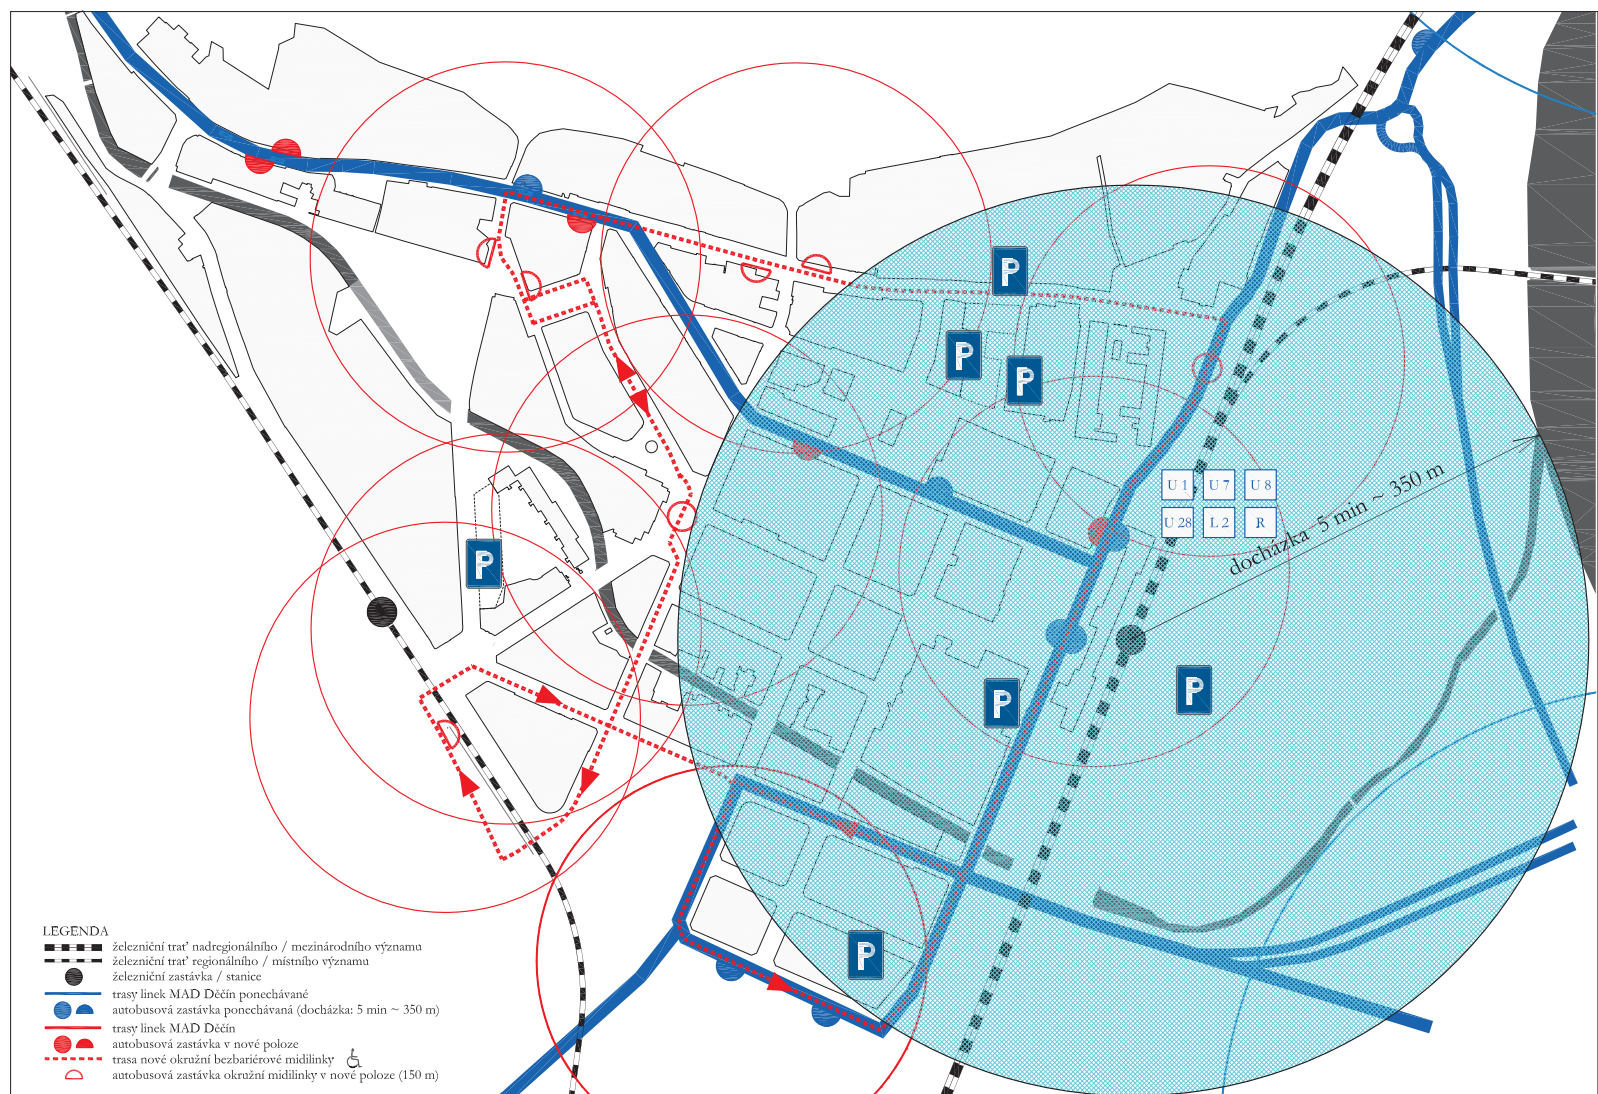 P
P
P
U 1 U 7 U 8
U 28 L 2 R
docházka 5 min ~ 350 m
P
P
P
P
LEGENDA
železniční trať nadregionálního / mezinárodního významu
železniční trať regionálního / místního významu
železniční zastávka / stanice
trasy linek MAD Děčín ponechávané
autobusová zastávka ponechávaná (docházka: 5 min ~ 350 m)
trasy linek MAD Děčín
autobusová zastávka v nové poloze
trasa nové okružní bezbariérové midilinky
autobusová zastávka okružní midilinky v nové poloze (150 m)